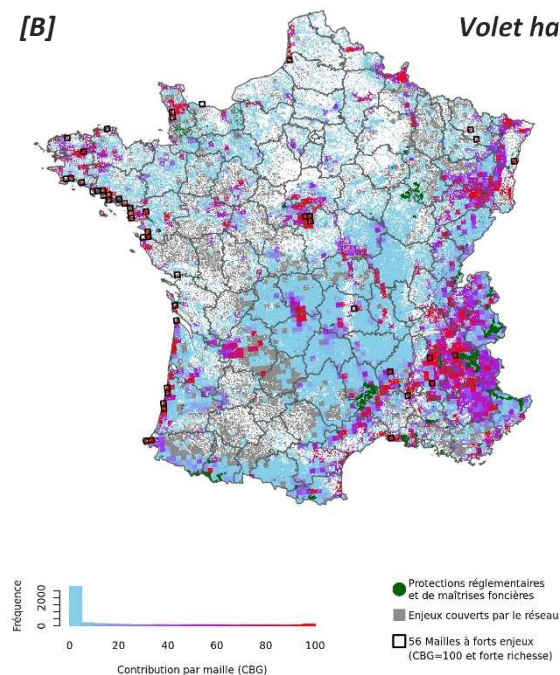 [B]
Volet ha
Fréquence
0 2000
0 20 40 60 80 100
Contribution par maille (CBG)
Protections réglementaires
et de maîtrises foncières
Enjeux couverts par le réseau
56 Mailles à forts enjeux
(CBG=100 et forte richesse)